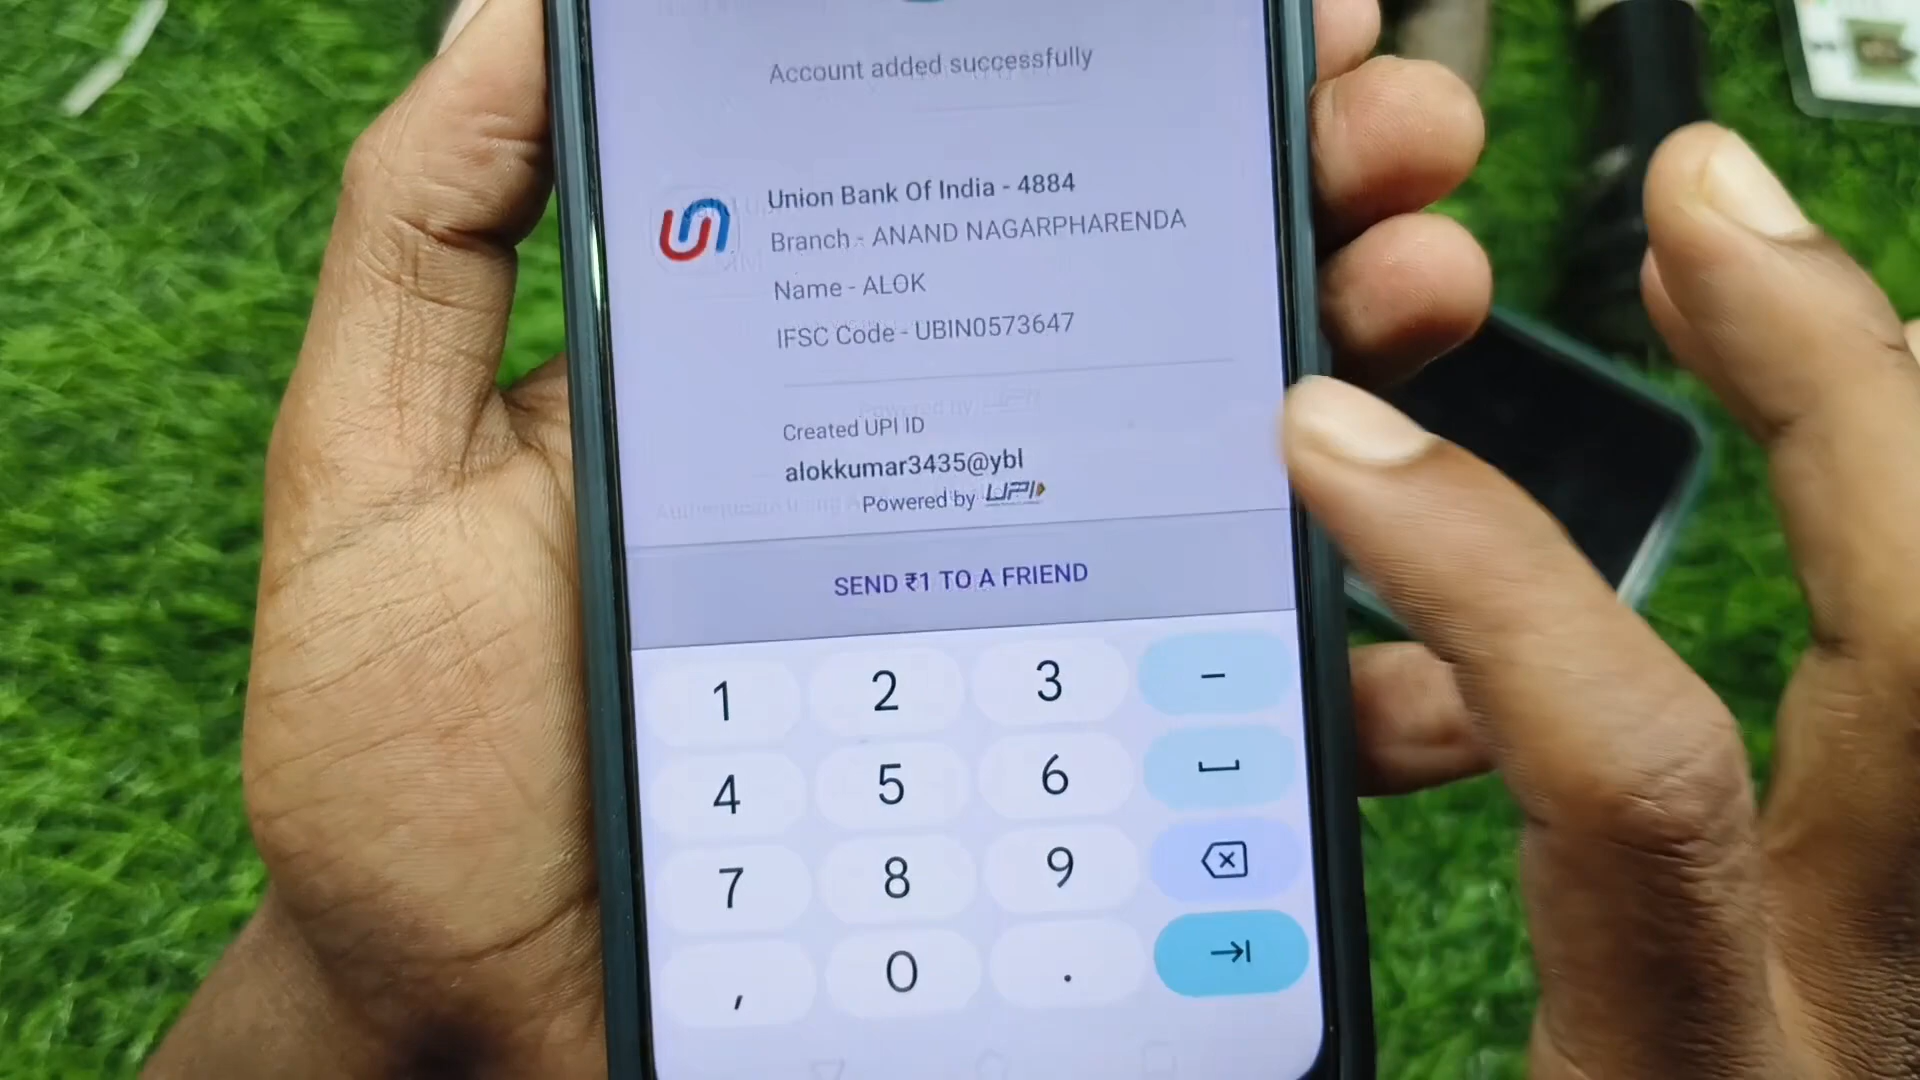 Account added successfully
Union Bank Of India - 4884
Branch - ANAND NAGARPHARENDA
Name - ALOK
IFSC Code - UBIN0573647
Created UPI ID
alokkumar3435@ybl
Powered by UPI
SEND ₹1 TO A FRIEND
1 2 3 –
4 5 6
7 8 9
, 0 .